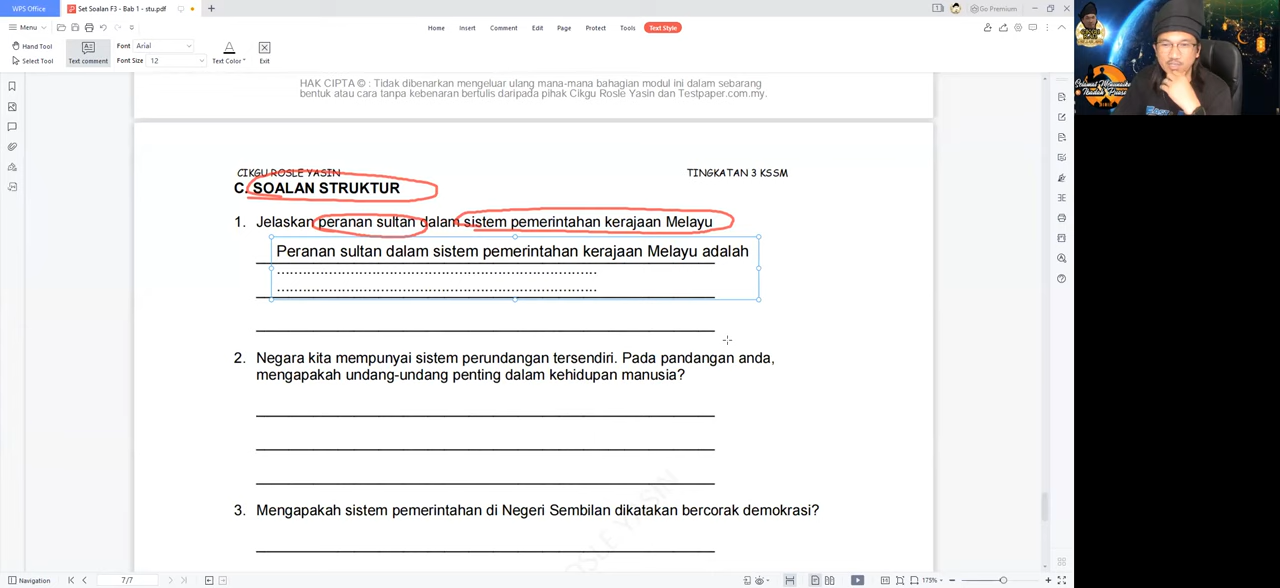 WPS Office
Set Soalan F3 - Bab 1 - stu.pdf
Go Premium
Menu
Home
Insert
Comment
Edit
Page
Protect
Tools
Text Style
Hand Tool
Select Tool
Text comment
Font Arial
Font Size 12
Text Color
Exit
HAK CIPTA © : Tidak dibenarkan mengeluar ulang mana-mana bahagian modul ini dalam sebarang
bentuk atau cara tanpa kebenaran bertulis daripada pihak Cikgu Rosle Yasin dan Testpaper.com.my.
CIKGU ROSLE YASIN
TINGKATAN 3 KSSM
C. SOALAN STRUKTUR
1. Jelaskan peranan sultan dalam sistem pemerintahan kerajaan Melayu
Peranan sultan dalam sistem pemerintahan kerajaan Melayu adalah
........................................................................
........................................................................
2. Negara kita mempunyai sistem perundangan tersendiri. Pada pandangan anda,
mengapakah undang-undang penting dalam kehidupan manusia?
3. Mengapakah sistem pemerintahan di Negeri Sembilan dikatakan bercorak demokrasi?
OSLE YASIN
Navigation
7/7
175%